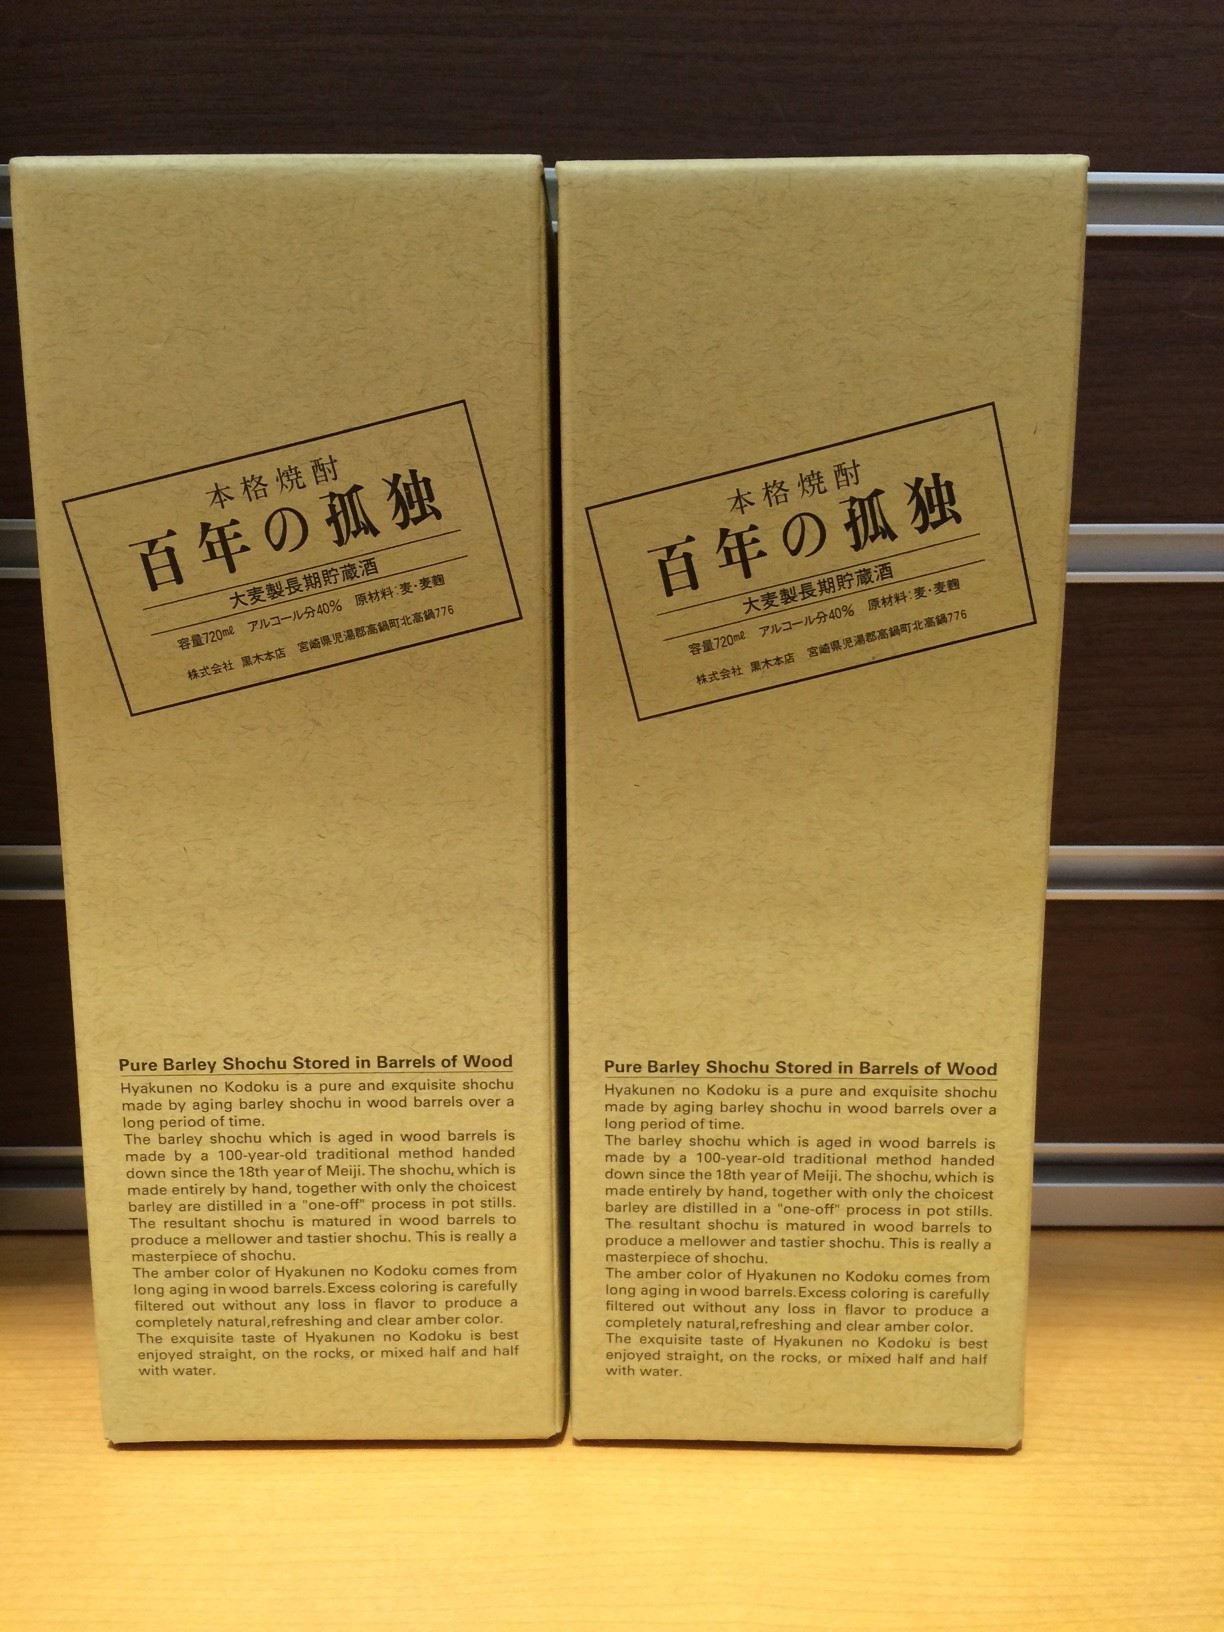 本格焼酎
百年の孤独
大麦製長期貯蔵酒
容量720㎖ アルコール分40% 原材料:麦・麦麹
株式会社 黒木本店 宮崎県児湯郡高鍋町北高鍋776
Pure Barley Shochu Stored in Barrels of Wood
Hyakunen no Kodoku is a pure and exquisite shochu
made by aging barley shochu in wood barrels over a
long period of time.
The barley shochu which is aged in wood barrels is
made by a 100-year-old traditional method handed
down since the 18th year of Meiji. The shochu, which is
made entirely by hand, together with only the choicest
barley are distilled in a "one-off" process in pot stills.
The resultant shochu is matured in wood barrels to
produce a mellower and tastier shochu. This is really a
masterpiece of shochu.
The amber color of Hyakunen no Kodoku comes from
long aging in wood barrels.Excess coloring is carefully
filtered out without any loss in flavor to produce a
completely natural,refreshing and clear amber color.
The exquisite taste of Hyakunen no Kodoku is best
enjoyed straight, on the rocks, or mixed half and half
with water.
本格焼酎
百年の孤独
大麦製長期貯蔵酒
容量720㎖ アルコール分40% 原材料:麦・麦麹
株式会社 黒木本店 宮崎県児湯郡高鍋町北高鍋776
Pure Barley Shochu Stored in Barrels of Wood
Hyakunen no Kodoku is a pure and exquisite shochu
made by aging barley shochu in wood barrels over a
long period of time.
The barley shochu which is aged in wood barrels is
made by a 100-year-old traditional method handed
down since the 18th year of Meiji. The shochu, which is
made entirely by hand, together with only the choicest
barley are distilled in a "one-off" process in pot stills.
The resultant shochu is matured in wood barrels to
produce a mellower and tastier shochu. This is really a
masterpiece of shochu.
The amber color of Hyakunen no Kodoku comes from
long aging in wood barrels.Excess coloring is carefully
filtered out without any loss in flavor to produce a
completely natural,refreshing and clear amber color.
The exquisite taste of Hyakunen no Kodoku is best
enjoyed straight, on the rocks, or mixed half and half
with water.